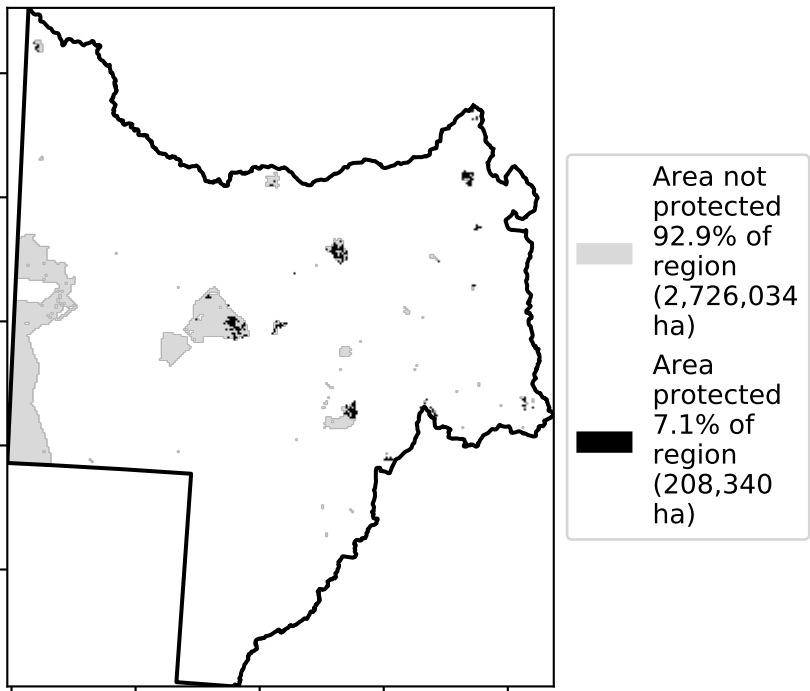 Area not
protected
92.9% of
region
(2,726,034
ha)
Area
protected
7.1% of
region
(208,340
ha)